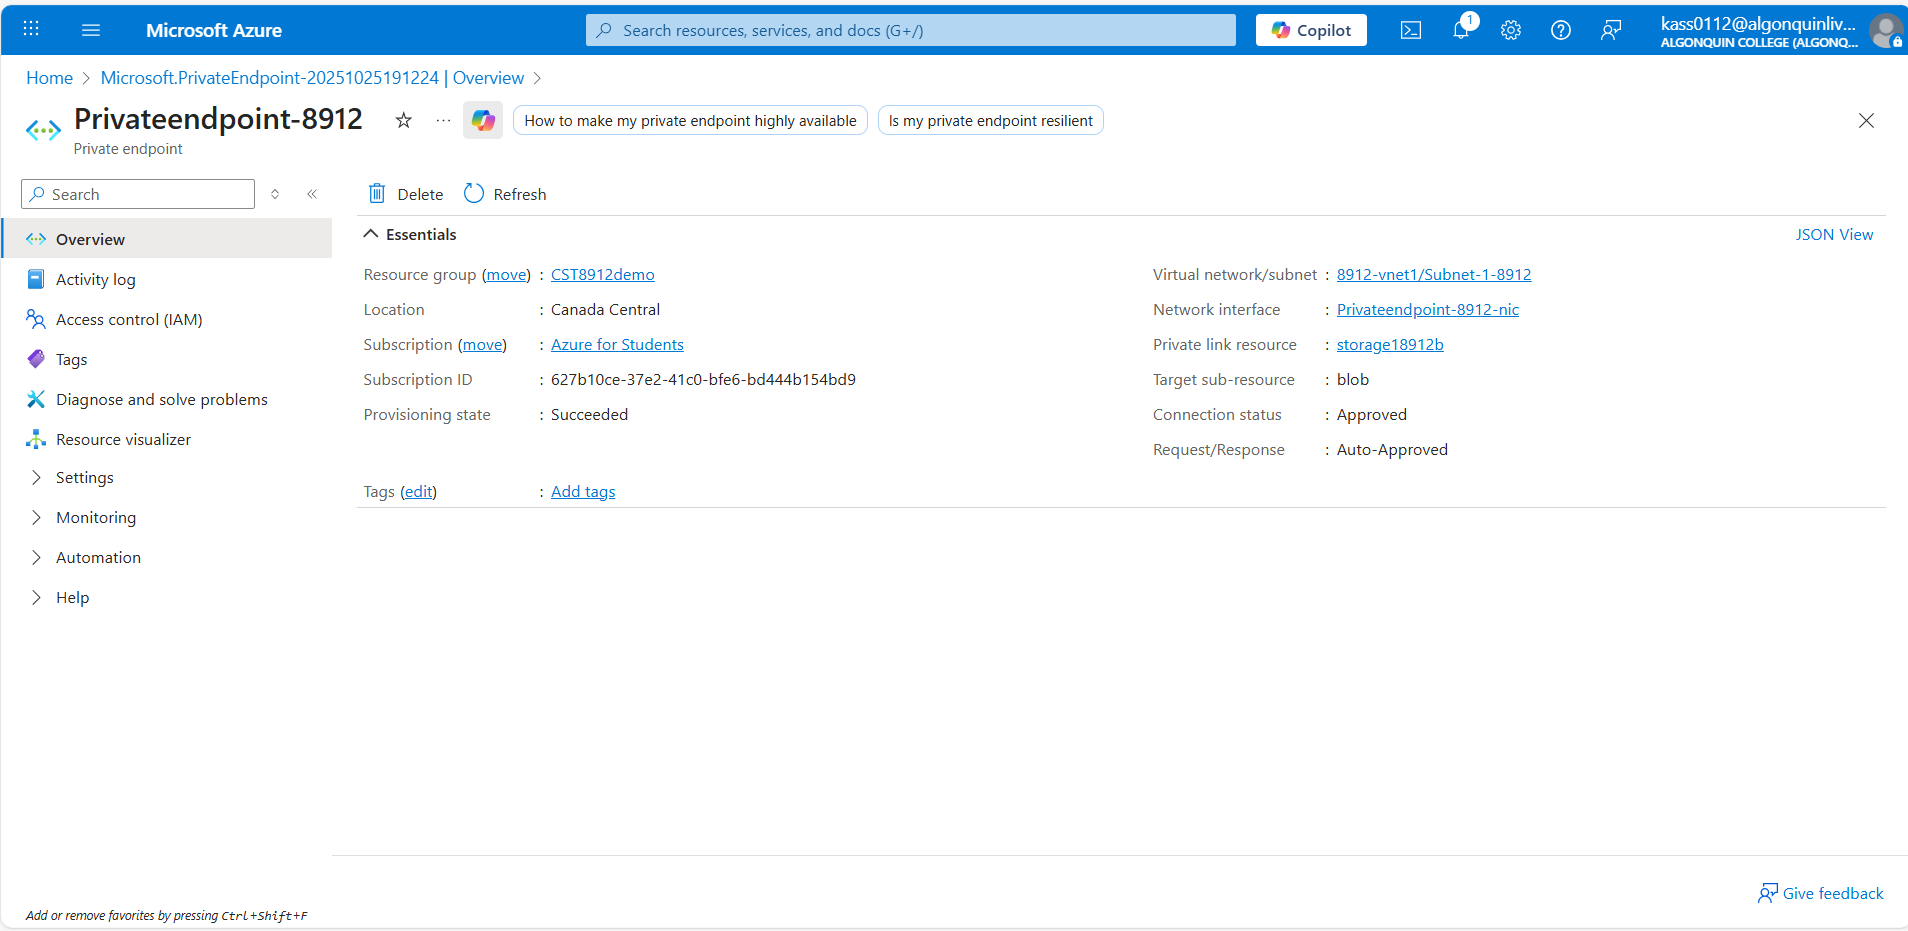 Microsoft Azure
Search resources, services, and docs (G+/)
Copilot
1
kass0112@algonquinliv...
ALGONQUIN COLLEGE (ALGONQ...
Home > Microsoft.PrivateEndpoint-20251025191224 | Overview >
Privateendpoint-8912
...
How to make my private endpoint highly available
Is my private endpoint resilient
Private endpoint
Search
Overview
Activity log
Access control (IAM)
Tags
Diagnose and solve problems
Resource visualizer
Settings
Monitoring
Automation
Help
Add or remove favorites by pressing Ctrl+Shift+F
Delete
Refresh
Essentials
JSON View
Resource group (move) : CST8912demo
Location : Canada Central
Subscription (move) : Azure for Students
Subscription ID : 627b10ce-37e2-41c0-bfe6-bd444b154bd9
Provisioning state : Succeeded
Virtual network/subnet : 8912-vnet1/Subnet-1-8912
Network interface : Privateendpoint-8912-nic
Private link resource : storage18912b
Target sub-resource : blob
Connection status : Approved
Request/Response : Auto-Approved
Tags (edit) : Add tags
Give feedback